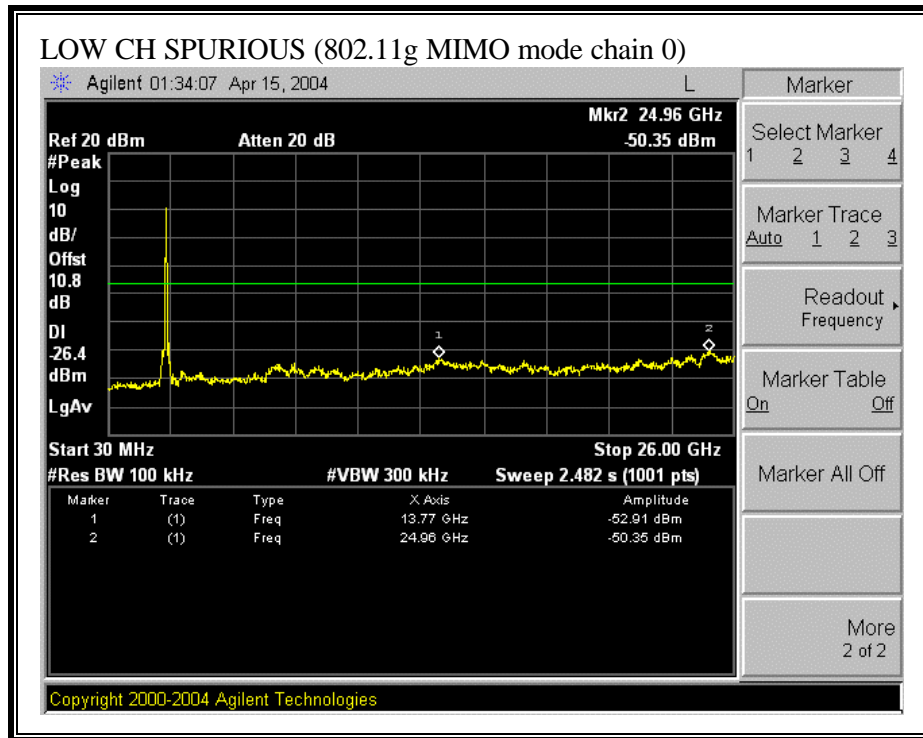 LOW CH SPURIOUS (802.11g MIMO mode chain 0)
Agilent 01:34:07 Apr 15, 2004 L
Mkr2 24.96 GHz
Ref 20 dBm Atten 20 dB -50.35 dBm
#Peak
Log
10
dB/
Offst
10.8
dB
DI
-26.4
dBm
LgAv
1
2
Start 30 MHz Stop 26.00 GHz
#Res BW 100 kHz #VBW 300 kHz Sweep 2.482 s (1001 pts)
Marker Trace Type X Axis Amplitude
1 (1) Freq 13.77 GHz -52.91 dBm
2 (1) Freq 24.96 GHz -50.35 dBm
Marker
Select Marker
1 2 3 4
Marker Trace
Auto 1 2 3
Readout
Frequency
Marker Table
On Off
Marker All Off
More
2 of 2
Copyright 2000-2004 Agilent Technologies